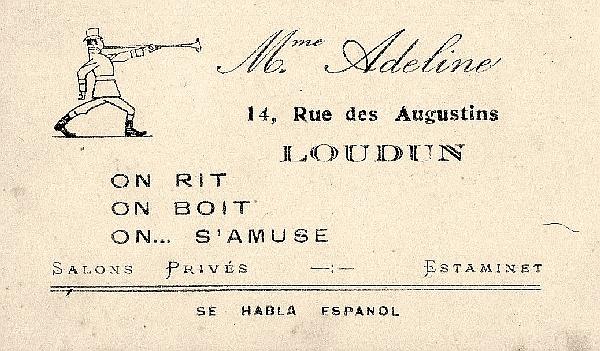 Mme Adeline
14, Rue des Augustins
LOUDUN
ON RIT
ON BOIT
ON... S'AMUSE
SALONS PRIVÉS —:— ESTAMINET
SE HABLA ESPANOL